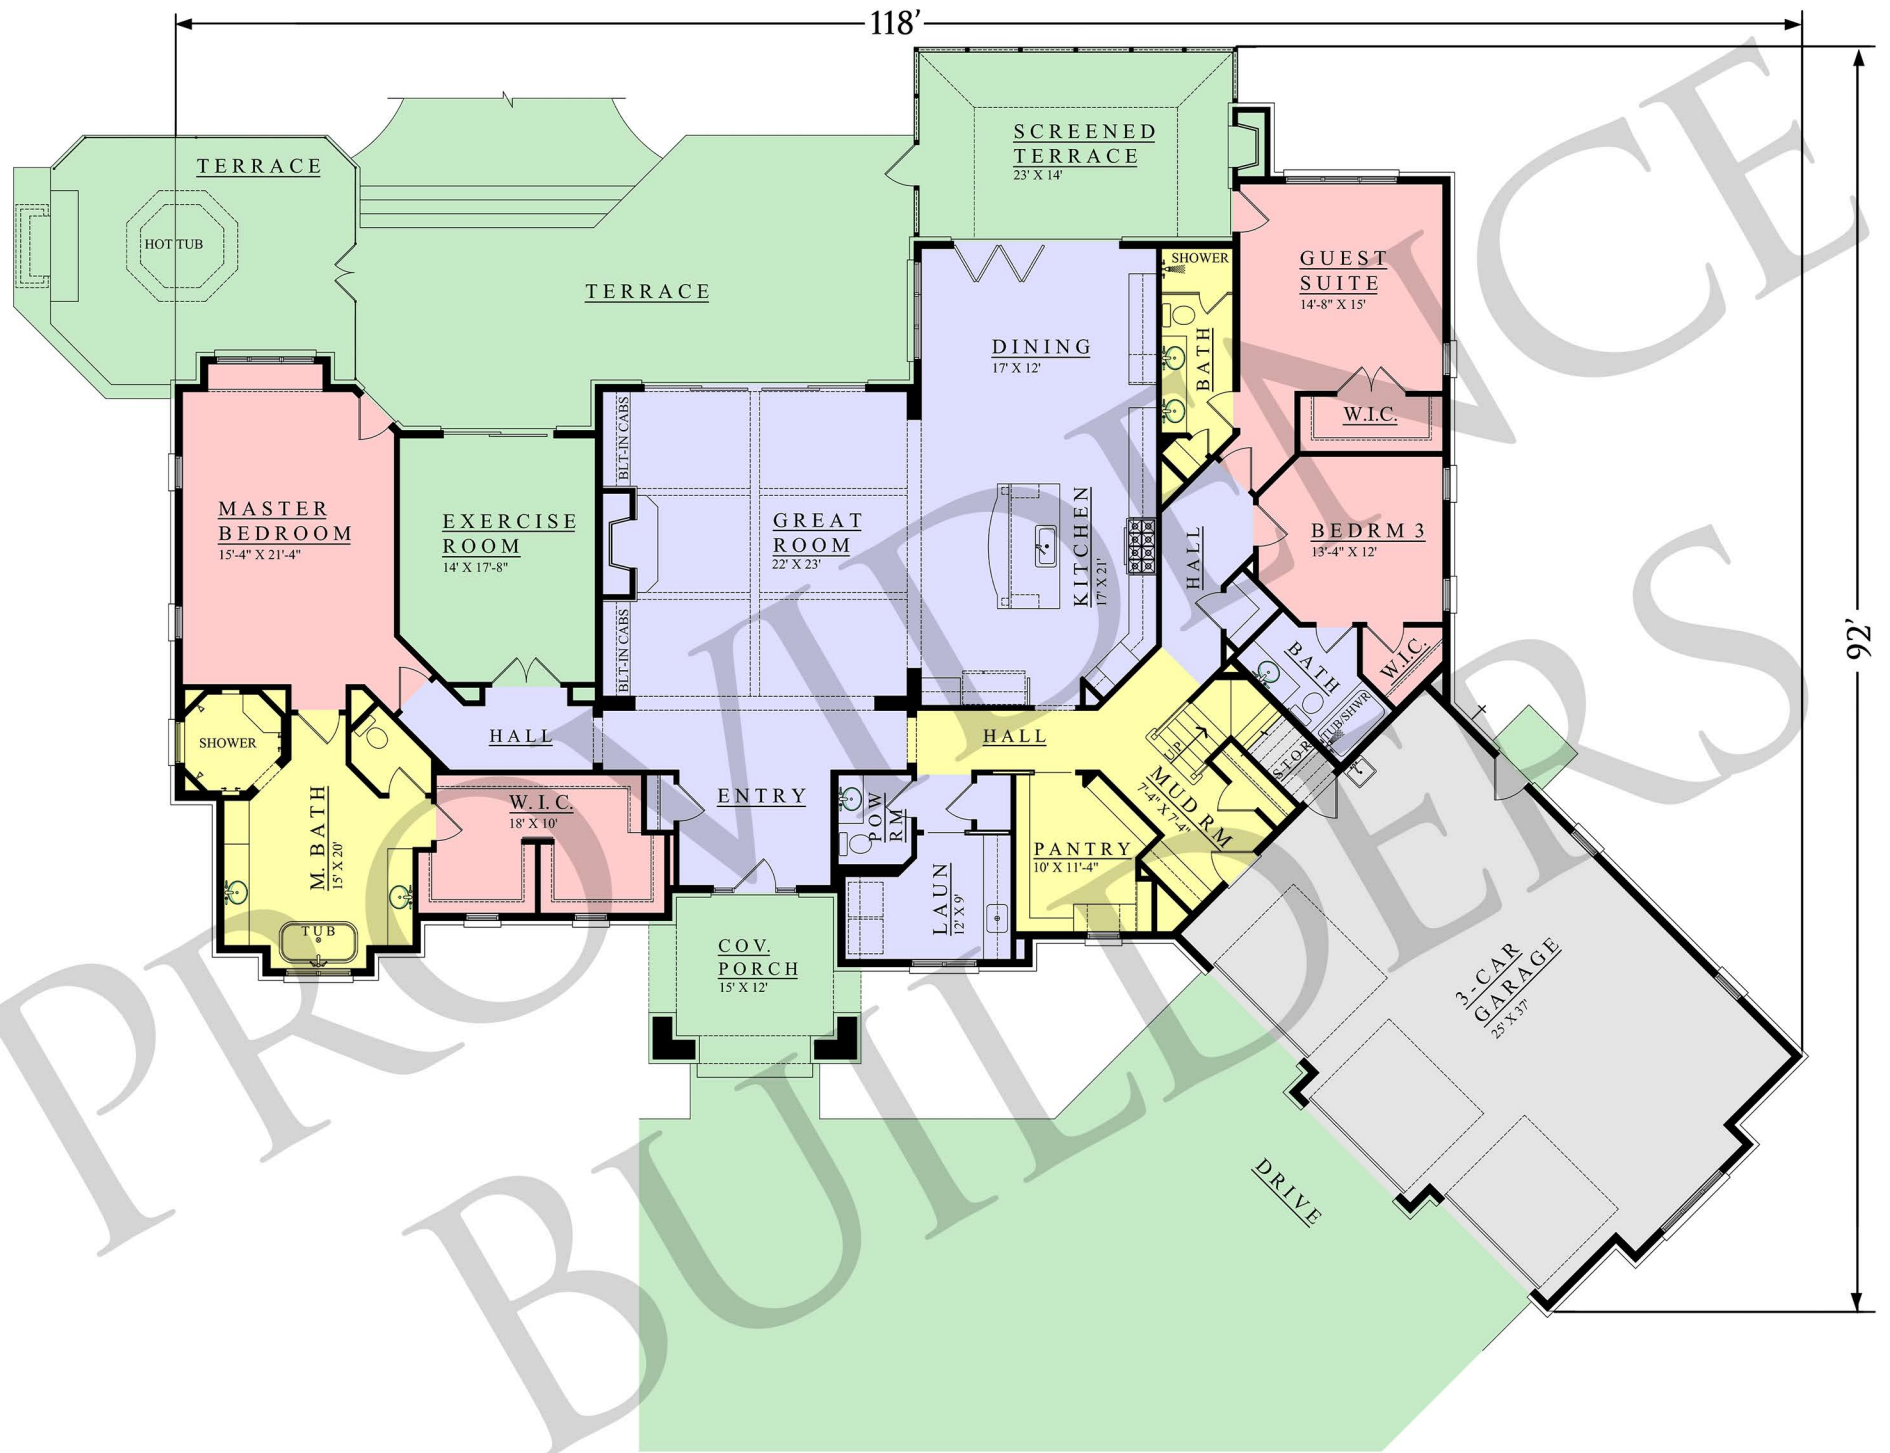 118'
92'
TERRACE
HOT TUB
TERRACE
SCREENED
TERRACE
23' X 14'
GUEST
SUITE
14'-8" X 15'
SHOWER
BATH
DINING
17' X 12'
W.I.C.
BEDRM 3
13'-4" X 12'
HALL
BATH
W.I.C.
TUB/SHWR
STOR
MASTER
BEDROOM
15'-4" X 21'-4"
EXERCISE
ROOM
14' X 17'-8"
BLT-IN CABS
BLT-IN CABS
GREAT
ROOM
22' X 23'
KITCHEN
17' X 21'
SHOWER
HALL
HALL
UP
MUD RM
7'-4" X 7'-4"
M. BATH
15' X 20'
TUB
W. I. C.
18' X 10'
ENTRY
POW
RM
LAUN
12' X 9'
PANTRY
10' X 11'-4"
COV.
PORCH
15' X 12'
3-CAR
GARAGE
25' X 37'
DRIVE
PROVIDENCE
BUILDERS